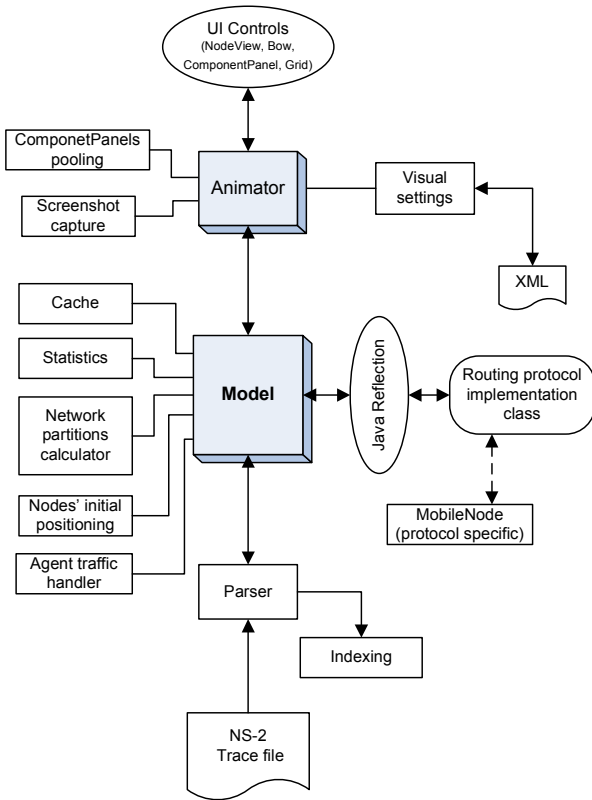 UI Controls
(NodeView, Bow,
ComponentPanel, Grid)
ComponetPanels
pooling
Animator
Visual
settings
Screenshot
capture
XML
Cache
Statistics
Model
Java Reflection
Routing protocol
implementation
class
Network
partitions
calculator
Nodes' initial
positioning
MobileNode
(protocol specific)
Agent traffic
handler
Parser
Indexing
NS-2
Trace file